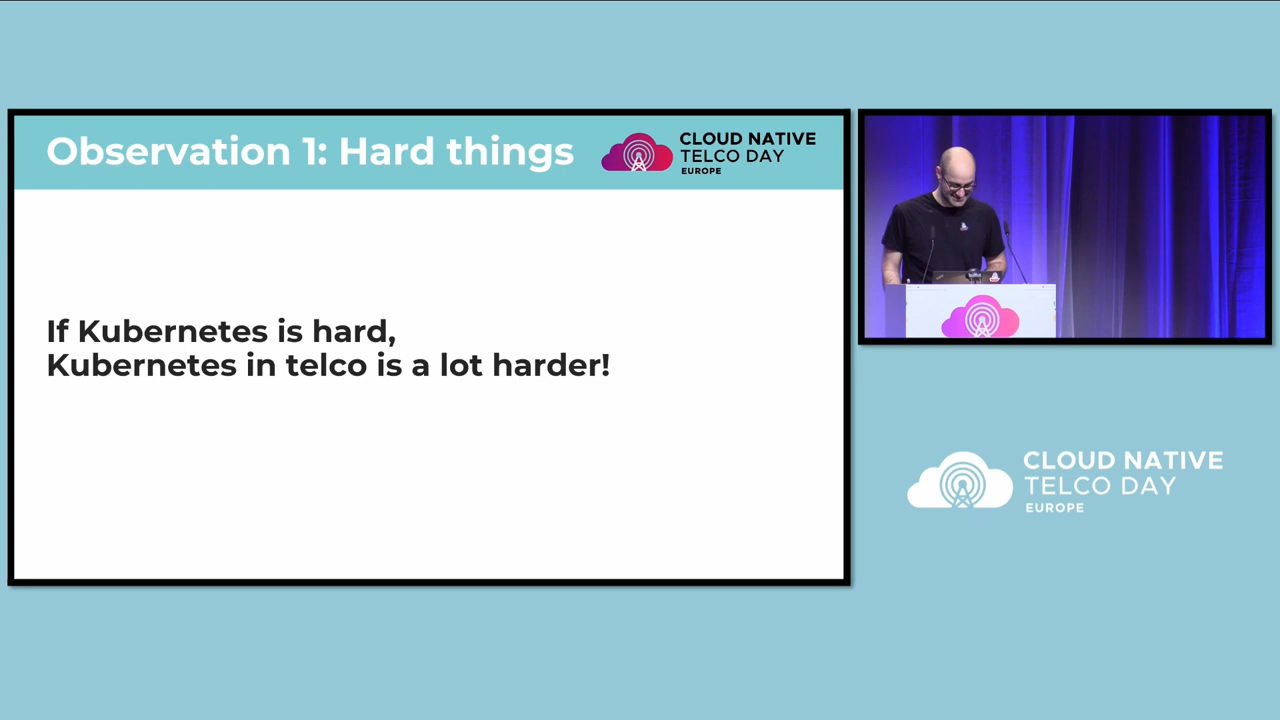 Observation 1: Hard things
CLOUD NATIVE
TELCO DAY
EUROPE
If Kubernetes is hard,
Kubernetes in telco is a lot harder!
CLOUD NATIVE
TELCO DAY
EUROPE